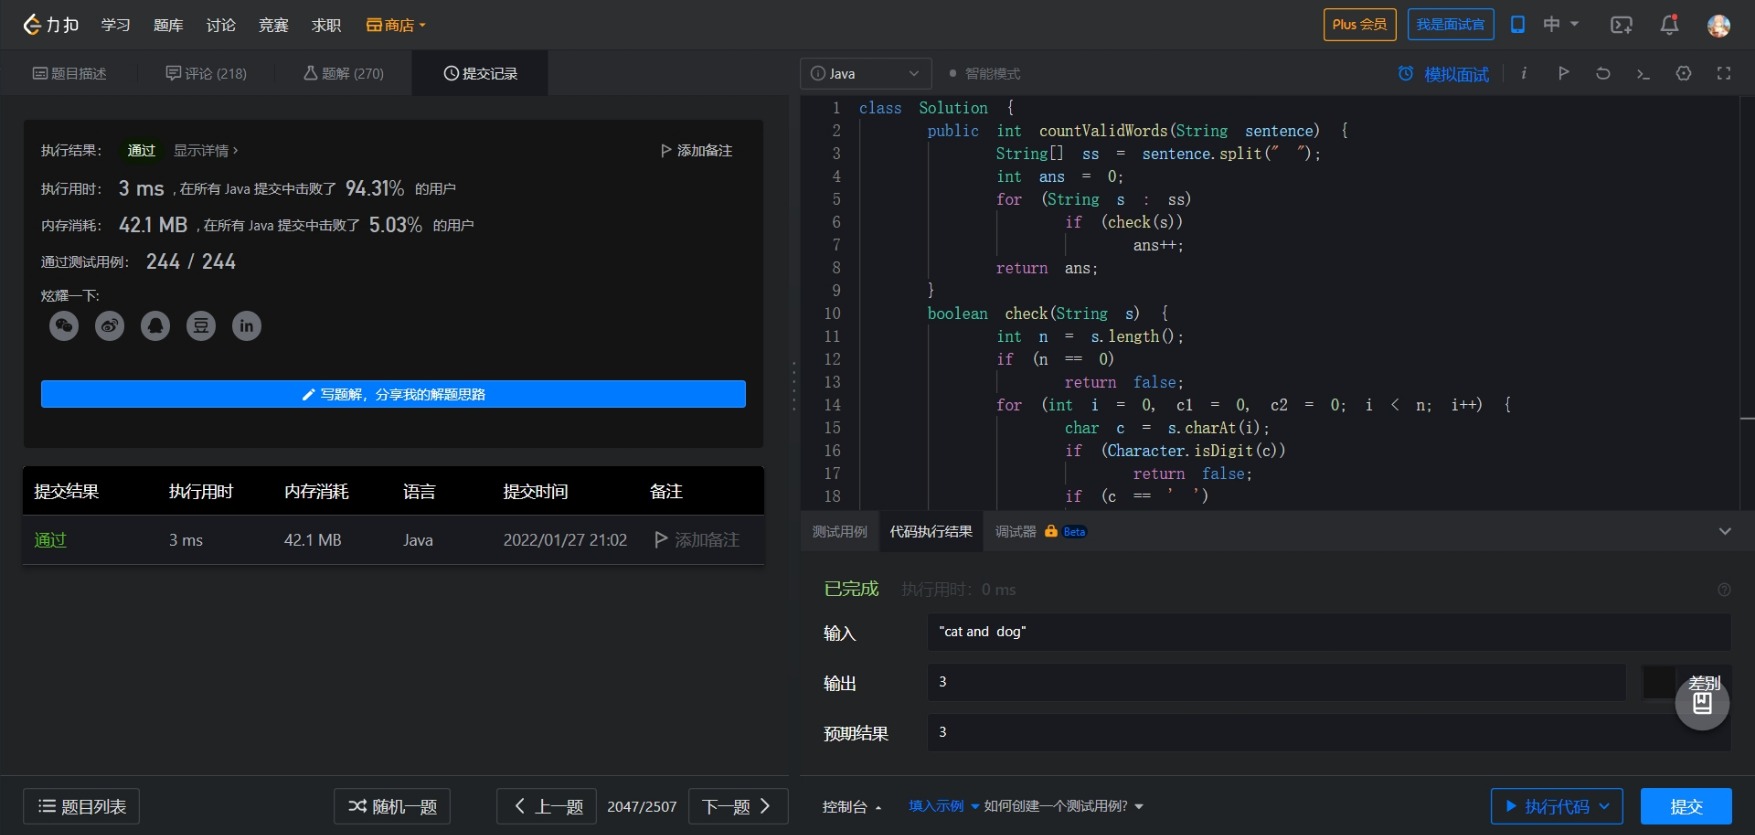 力扣 学习 题库 讨论 竞赛 求职 商店 Plus 会员 我是面试官 中
题目描述 评论 (218) 题解 (270) 提交记录
执行结果: 通过 显示详情 > 添加备注
执行用时: 3 ms , 在所有 Java 提交中击败了 94.31% 的用户
内存消耗: 42.1 MB , 在所有 Java 提交中击败了 5.03% 的用户
通过测试用例: 244 / 244
炫耀一下:
豆 in
写题解, 分享我的解题思路
提交结果 执行用时 内存消耗 语言 提交时间 备注
通过 3 ms 42.1 MB Java 2022/01/27 21:02 添加备注
题目列表 随机一题 上一题 2047/2507 下一题
Java 智能模式 模拟面试 i
1 class Solution {
2 public int countValidWords(String sentence) {
3 String[] ss = sentence.split(" ");
4 int ans = 0;
5 for (String s : ss)
6 if (check(s))
7 ans++;
8 return ans;
9 }
10 boolean check(String s) {
11 int n = s.length();
12 if (n == 0)
13 return false;
14 for (int i = 0, c1 = 0, c2 = 0; i < n; i++) {
15 char c = s.charAt(i);
16 if (Character.isDigit(c))
17 return false;
18 if (c == ' ')
测试用例 代码执行结果 调试器 Beta
已完成 执行用时: 0 ms
输入 "cat and  dog"
输出 3 差别
预期结果 3
控制台 填入示例 如何创建一个测试用例? 执行代码 提交